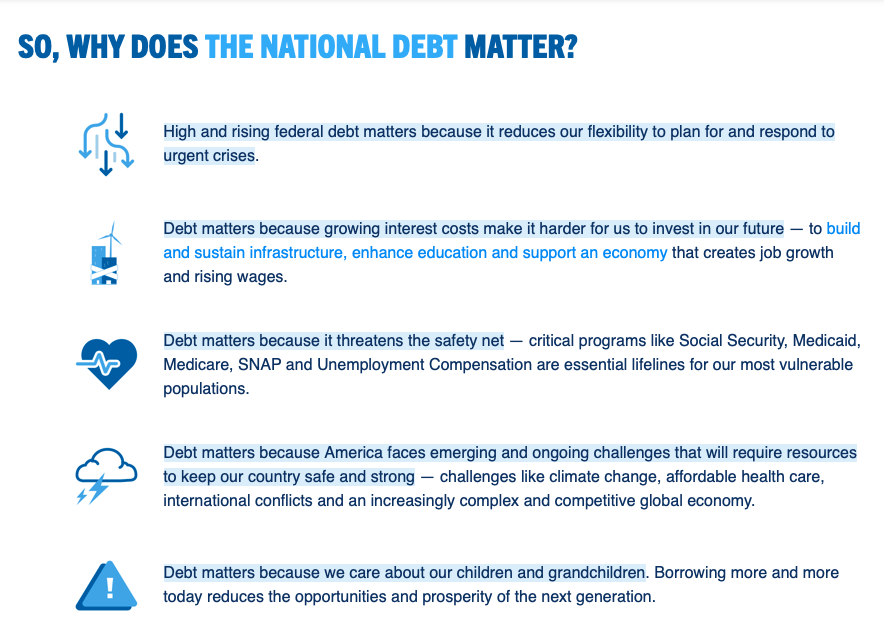 SO, WHY DOES THE NATIONAL DEBT MATTER?
High and rising federal debt matters because it reduces our flexibility to plan for and respond to
urgent crises.
Debt matters because growing interest costs make it harder for us to invest in our future — to build
and sustain infrastructure, enhance education and support an economy that creates job growth
and rising wages.
Debt matters because it threatens the safety net — critical programs like Social Security, Medicaid,
Medicare, SNAP and Unemployment Compensation are essential lifelines for our most vulnerable
populations.
Debt matters because America faces emerging and ongoing challenges that will require resources
to keep our country safe and strong — challenges like climate change, affordable health care,
international conflicts and an increasingly complex and competitive global economy.
!
Debt matters because we care about our children and grandchildren. Borrowing more and more
today reduces the opportunities and prosperity of the next generation.